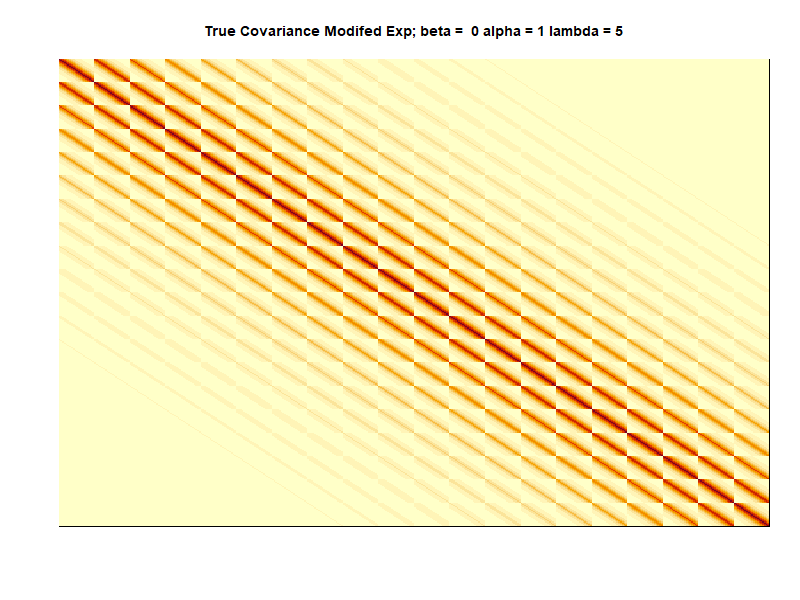 True Covariance Modifed Exp; beta =  0 alpha = 1 lambda = 5